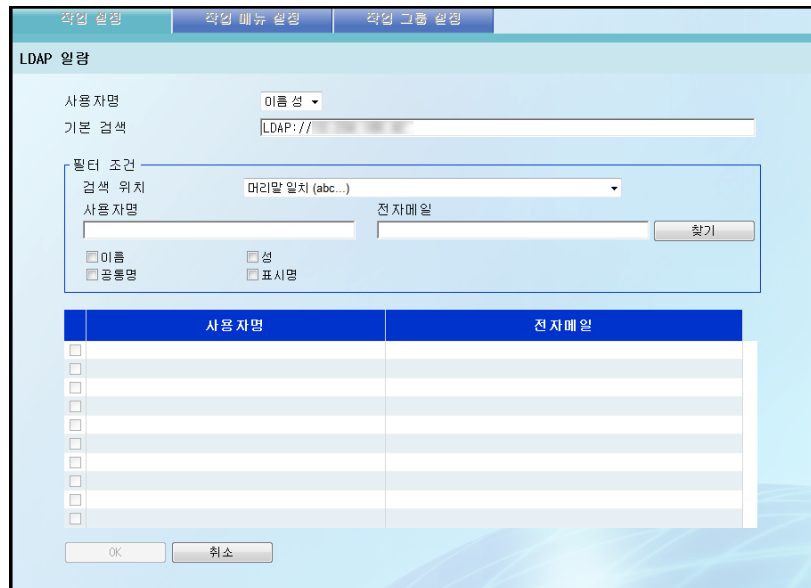 작업 설정 작업 메뉴 설정 작업 그룹 설정
LDAP 일람
사용자명 이름 성
기본 검색 LDAP://
필터 조건
검색 위치 머리말 일치 (abc...)
사용자명 전자메일
찾기
이름 성
공통명 표시명
사용자명 전자메일
OK 취소